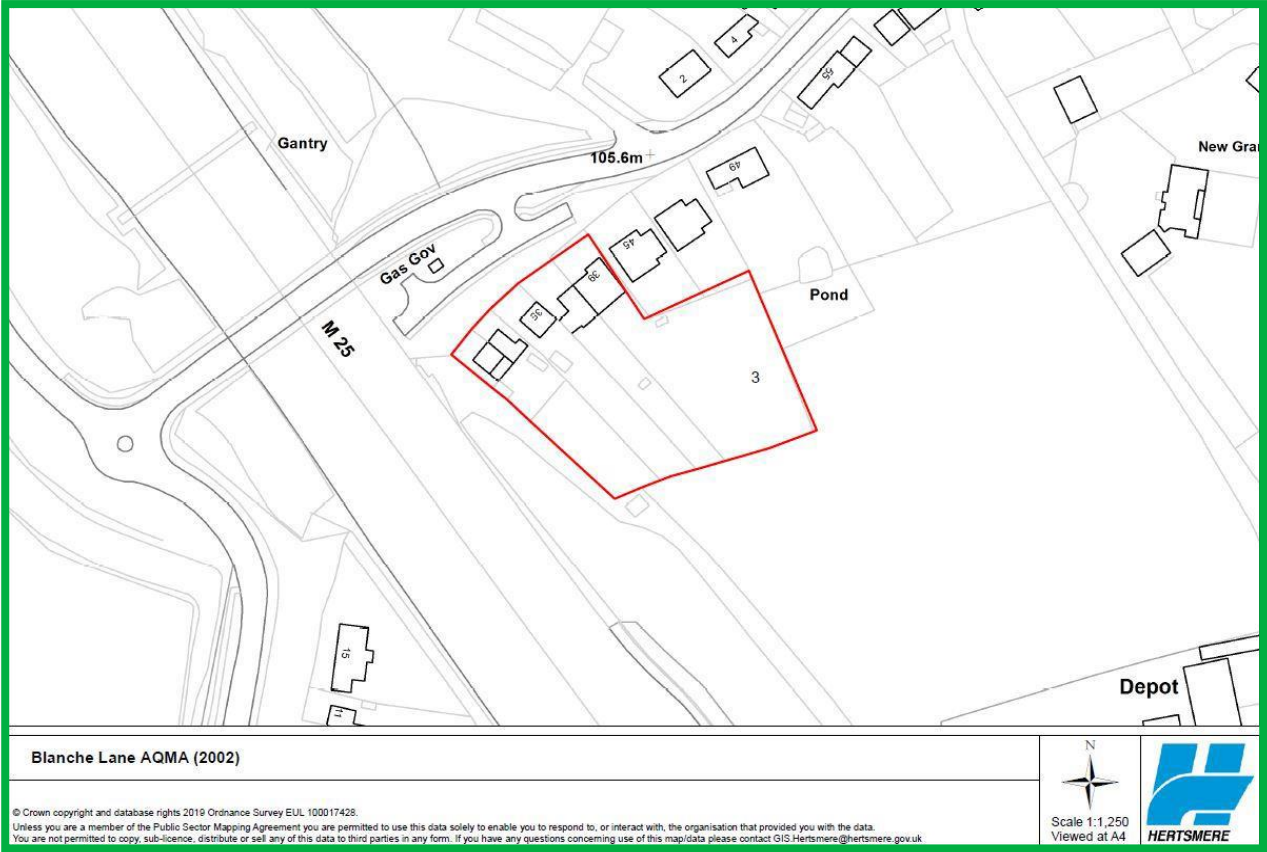 4
2
55
Gantry
New Gra
105.6m
49
45
Gas Gov
39
Pond
35
M 25
3
15
Depot
11
Blanche Lane AQMA (2002)
N
© Crown copyright and database rights 2019 Ordnance Survey EUL 100017428.
Unless you are a member of the Public Sector Mapping Agreement you are permitted to use this data solely to enable you to respond to, or interact with, the organisation that provided you with the data.
You are not permitted to copy, sub-licence, distribute or sell any of this data to third parties in any form. If you have any questions concerning use of this map/data please contact GIS.Hertsmere@hertsmere.gov.uk
Scale 1:1,250
Viewed at A4
HERTSMERE